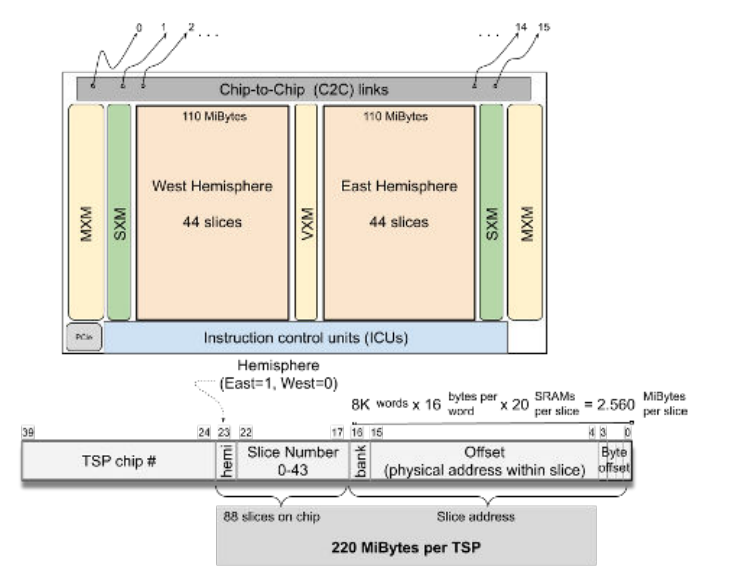 0 1 2 . . . . . . 14 15
Chip-to-Chip (C2C) links
110 MiBytes 110 MiBytes
West Hemisphere East Hemisphere
44 slices 44 slices
MXM SXM VXM SXM MXM
PCIe Instruction control units (ICUs)
Hemisphere
(East=1, West=0)
8K words x 16 bytes per word x 20 SRAMs per slice = 2.560 MiBytes per slice
39 24 23 22 17 16 15 4 3 0
TSP chip # hemi Slice Number 0-43 bank Offset (physical address within slice) Byte offset
88 slices on chip Slice address
220 MiBytes per TSP